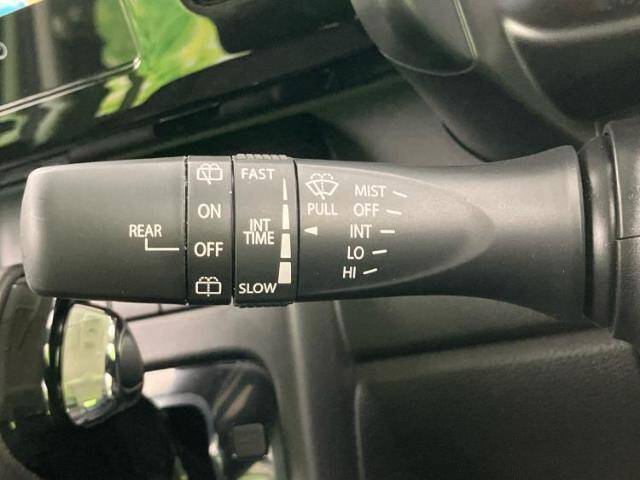 REAR
ON
OFF
FAST
INT
TIME
SLOW
PULL
MIST
OFF
INT
LO
HI